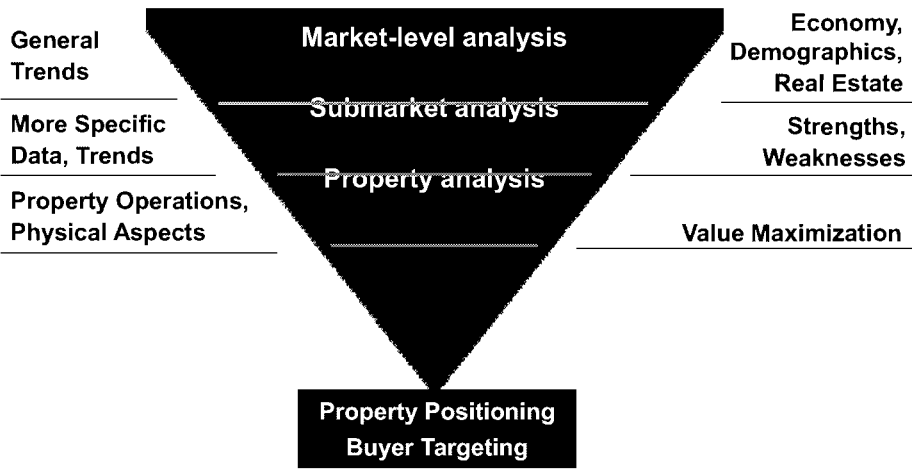 General
Trends
Market-level analysis
Economy,
Demographics,
Real Estate
More Specific
Data, Trends
Submarket analysis
Strengths,
Weaknesses
Property Operations,
Physical Aspects
Property analysis
Value Maximization
Property Positioning
Buyer Targeting